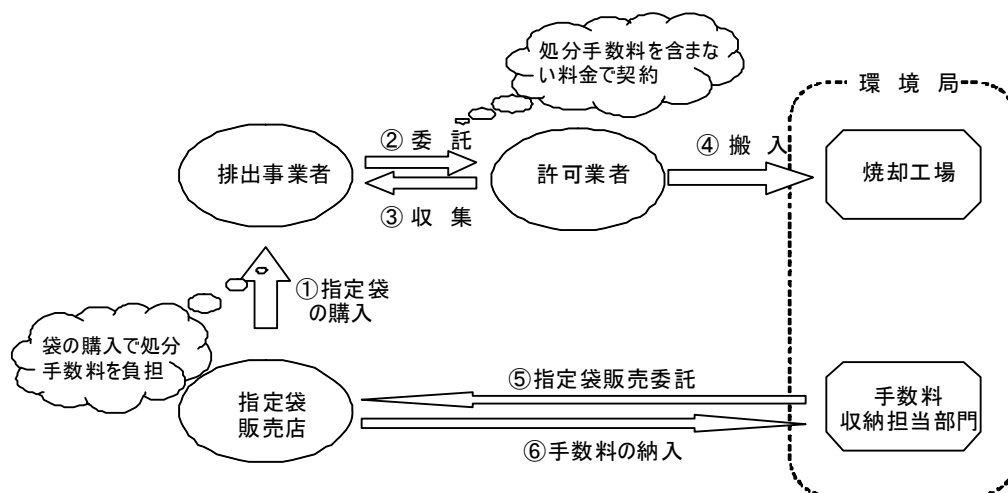 処分手数料を含まな
い料金で契約
環 境 局
② 委 託
④ 搬 入
排出事業者
許可業者
焼却工場
③ 収 集
①指定袋
の購入
袋の購入で処分
手数料を負担
⑤指定袋販売委託
指定袋
販売店
手数料
収納担当部門
⑥手数料の納入